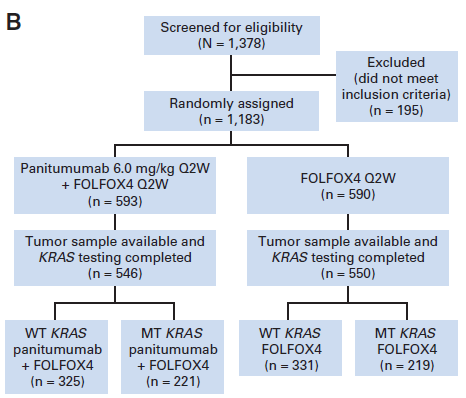 B
Screened for eligibility
(N = 1,378)
Excluded
(did not meet
inclusion criteria)
(n = 195)
Randomly assigned
(n = 1,183)
Panitumumab 6.0 mg/kg Q2W
+ FOLFOX4 Q2W
(n = 593)
FOLFOX4 Q2W
(n = 590)
Tumor sample available and
KRAS testing completed
(n = 546)
Tumor sample available and
KRAS testing completed
(n = 550)
WT KRAS
panitumumab
+ FOLFOX4
(n = 325)
MT KRAS
panitumumab
+ FOLFOX4
(n = 221)
WT KRAS
FOLFOX4
(n = 331)
MT KRAS
FOLFOX4
(n = 219)